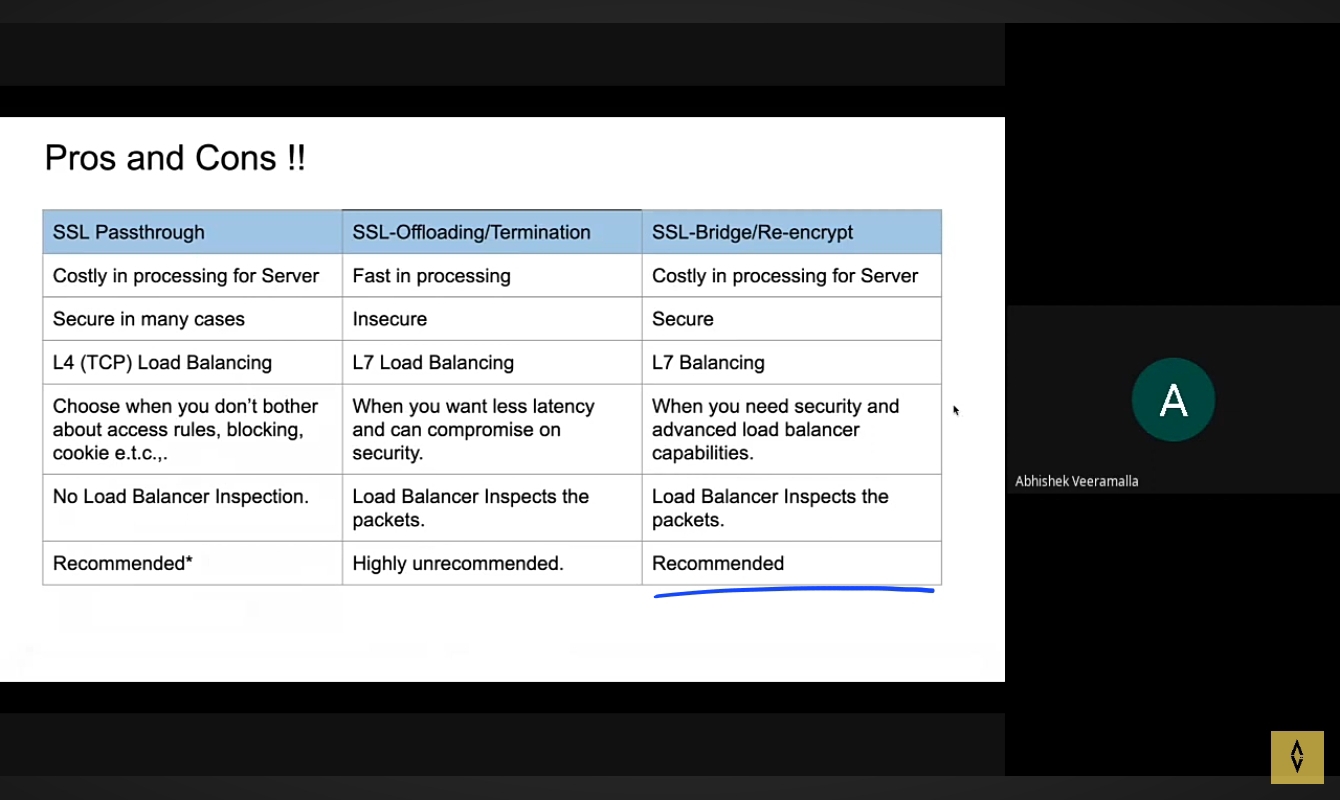 Pros and Cons !!
SSL Passthrough
SSL-Offloading/Termination
SSL-Bridge/Re-encrypt
Costly in processing for Server
Fast in processing
Costly in processing for Server
Secure in many cases
Insecure
Secure
L4 (TCP) Load Balancing
L7 Load Balancing
L7 Balancing
Choose when you don’t bother
about access rules, blocking,
cookie e.t.c.,.
When you want less latency
and can compromise on
security.
When you need security and
advanced load balancer
capabilities.
No Load Balancer Inspection.
Load Balancer Inspects the
packets.
Load Balancer Inspects the
packets.
Recommended*
Highly unrecommended.
Recommended
A
Abhishek Veeramalla